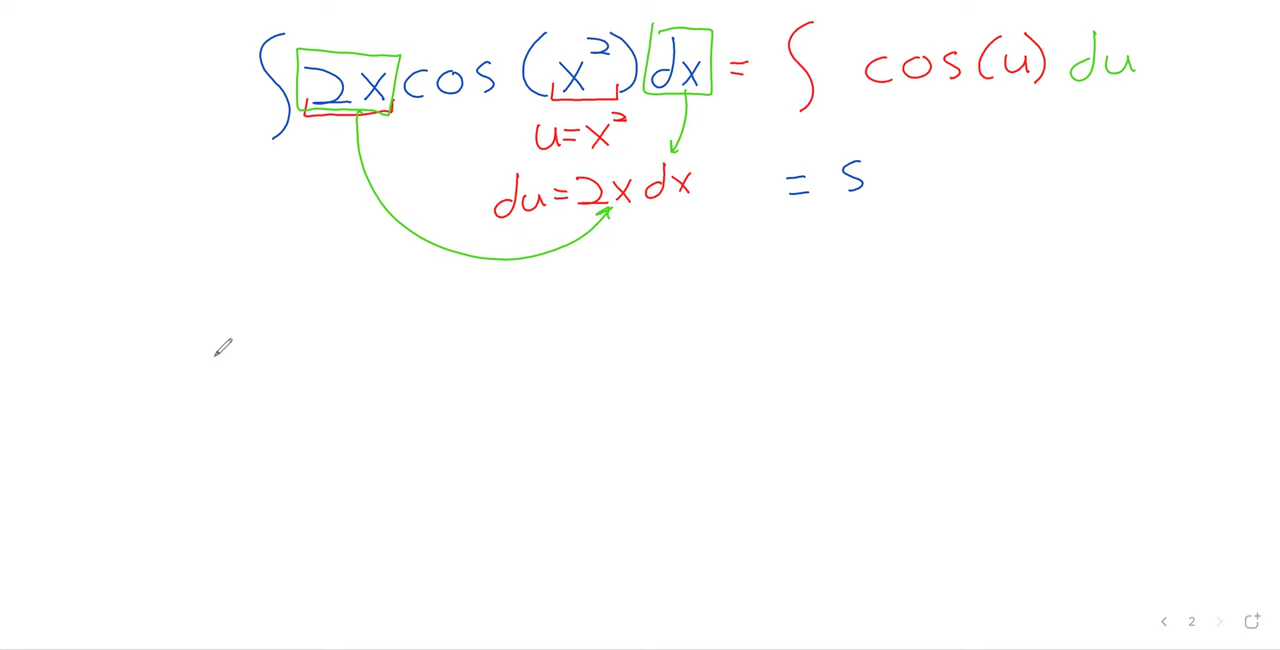 ∫ 2x cos (x²) dx = ∫ cos(u) du
u=x²
du=2x dx = s
2